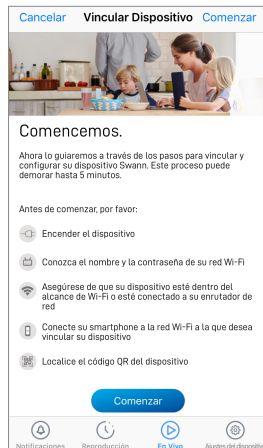 Cancelar Vincular Dispositivo Comenzar
Comencemos.
Ahora lo guiaremos a través de los pasos para vincular y
configurar su dispositivo Swann. Este proceso puede
demorar hasta 5 minutos.
Antes de comenzar, por favor:
Encender el dispositivo
Conozca el nombre y la contraseña de su red Wi-Fi
Asegúrese de que su dispositivo esté dentro del
alcance de Wi-Fi o esté conectado a su enrutador de
red
Conecte su smartphone a la red Wi-Fi a la que desea
vincular su dispositivo
Localice el código QR del dispositivo
Comenzar
Notificaciones Reproducción En Vivo Ajustes del dispositivo